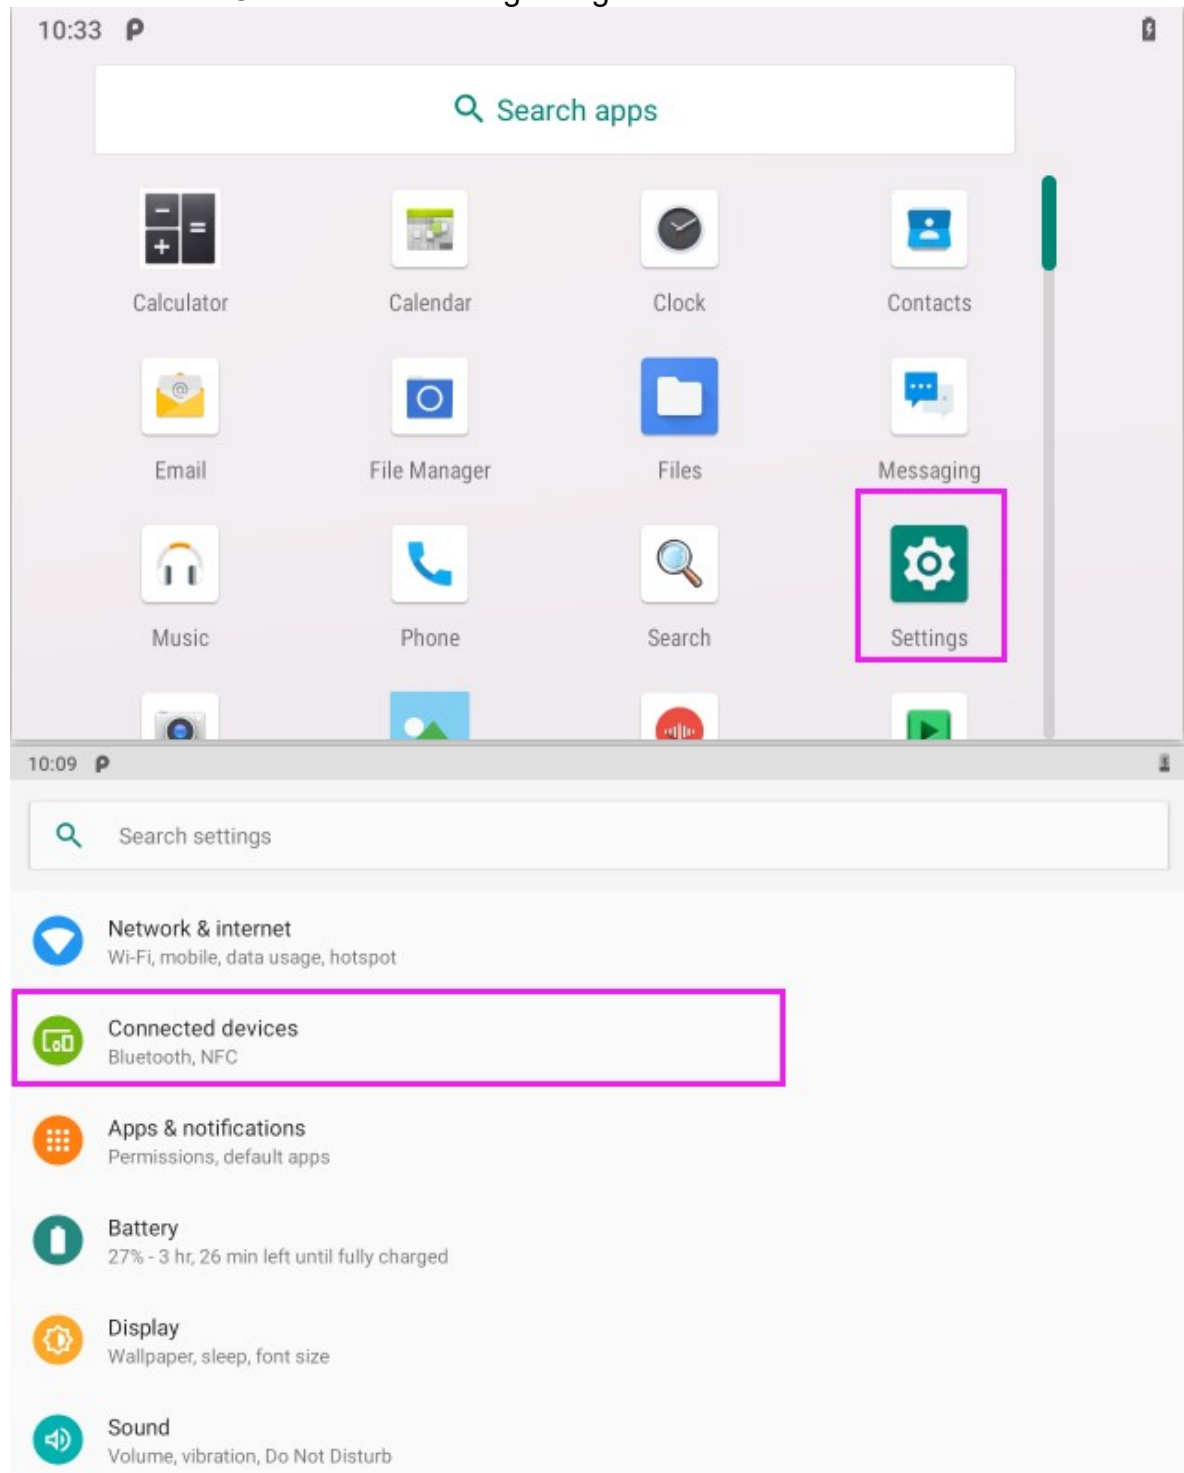 10:33
Search apps
Calculator Calendar Clock Contacts
Email File Manager Files Messaging
Music Phone Search Settings
10:09
Search settings
Network & internet
Wi-Fi, mobile, data usage, hotspot
Connected devices
Bluetooth, NFC
Apps & notifications
Permissions, default apps
Battery
27% - 3 hr, 26 min left until fully charged
Display
Wallpaper, sleep, font size
Sound
Volume, vibration, Do Not Disturb